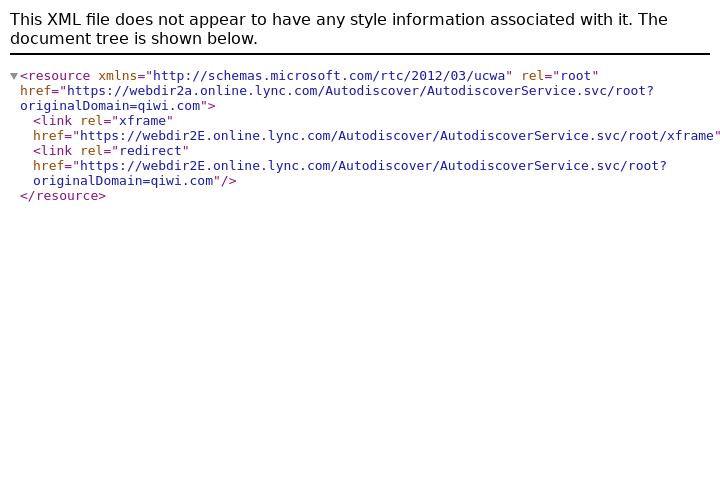 This XML file does not appear to have any style information associated with it. The
document tree is shown below.
<resource xmlns="http://schemas.microsoft.com/rtc/2012/03/ucwa" rel="root"
href="https://webdir2a.online.lync.com/Autodiscover/AutodiscoverService.svc/root?
originalDomain=qiwi.com">
<link rel="xframe"
href="https://webdir2E.online.lync.com/Autodiscover/AutodiscoverService.svc/root/xframe"
<link rel="redirect"
href="https://webdir2E.online.lync.com/Autodiscover/AutodiscoverService.svc/root?
originalDomain=qiwi.com"/>
</resource>